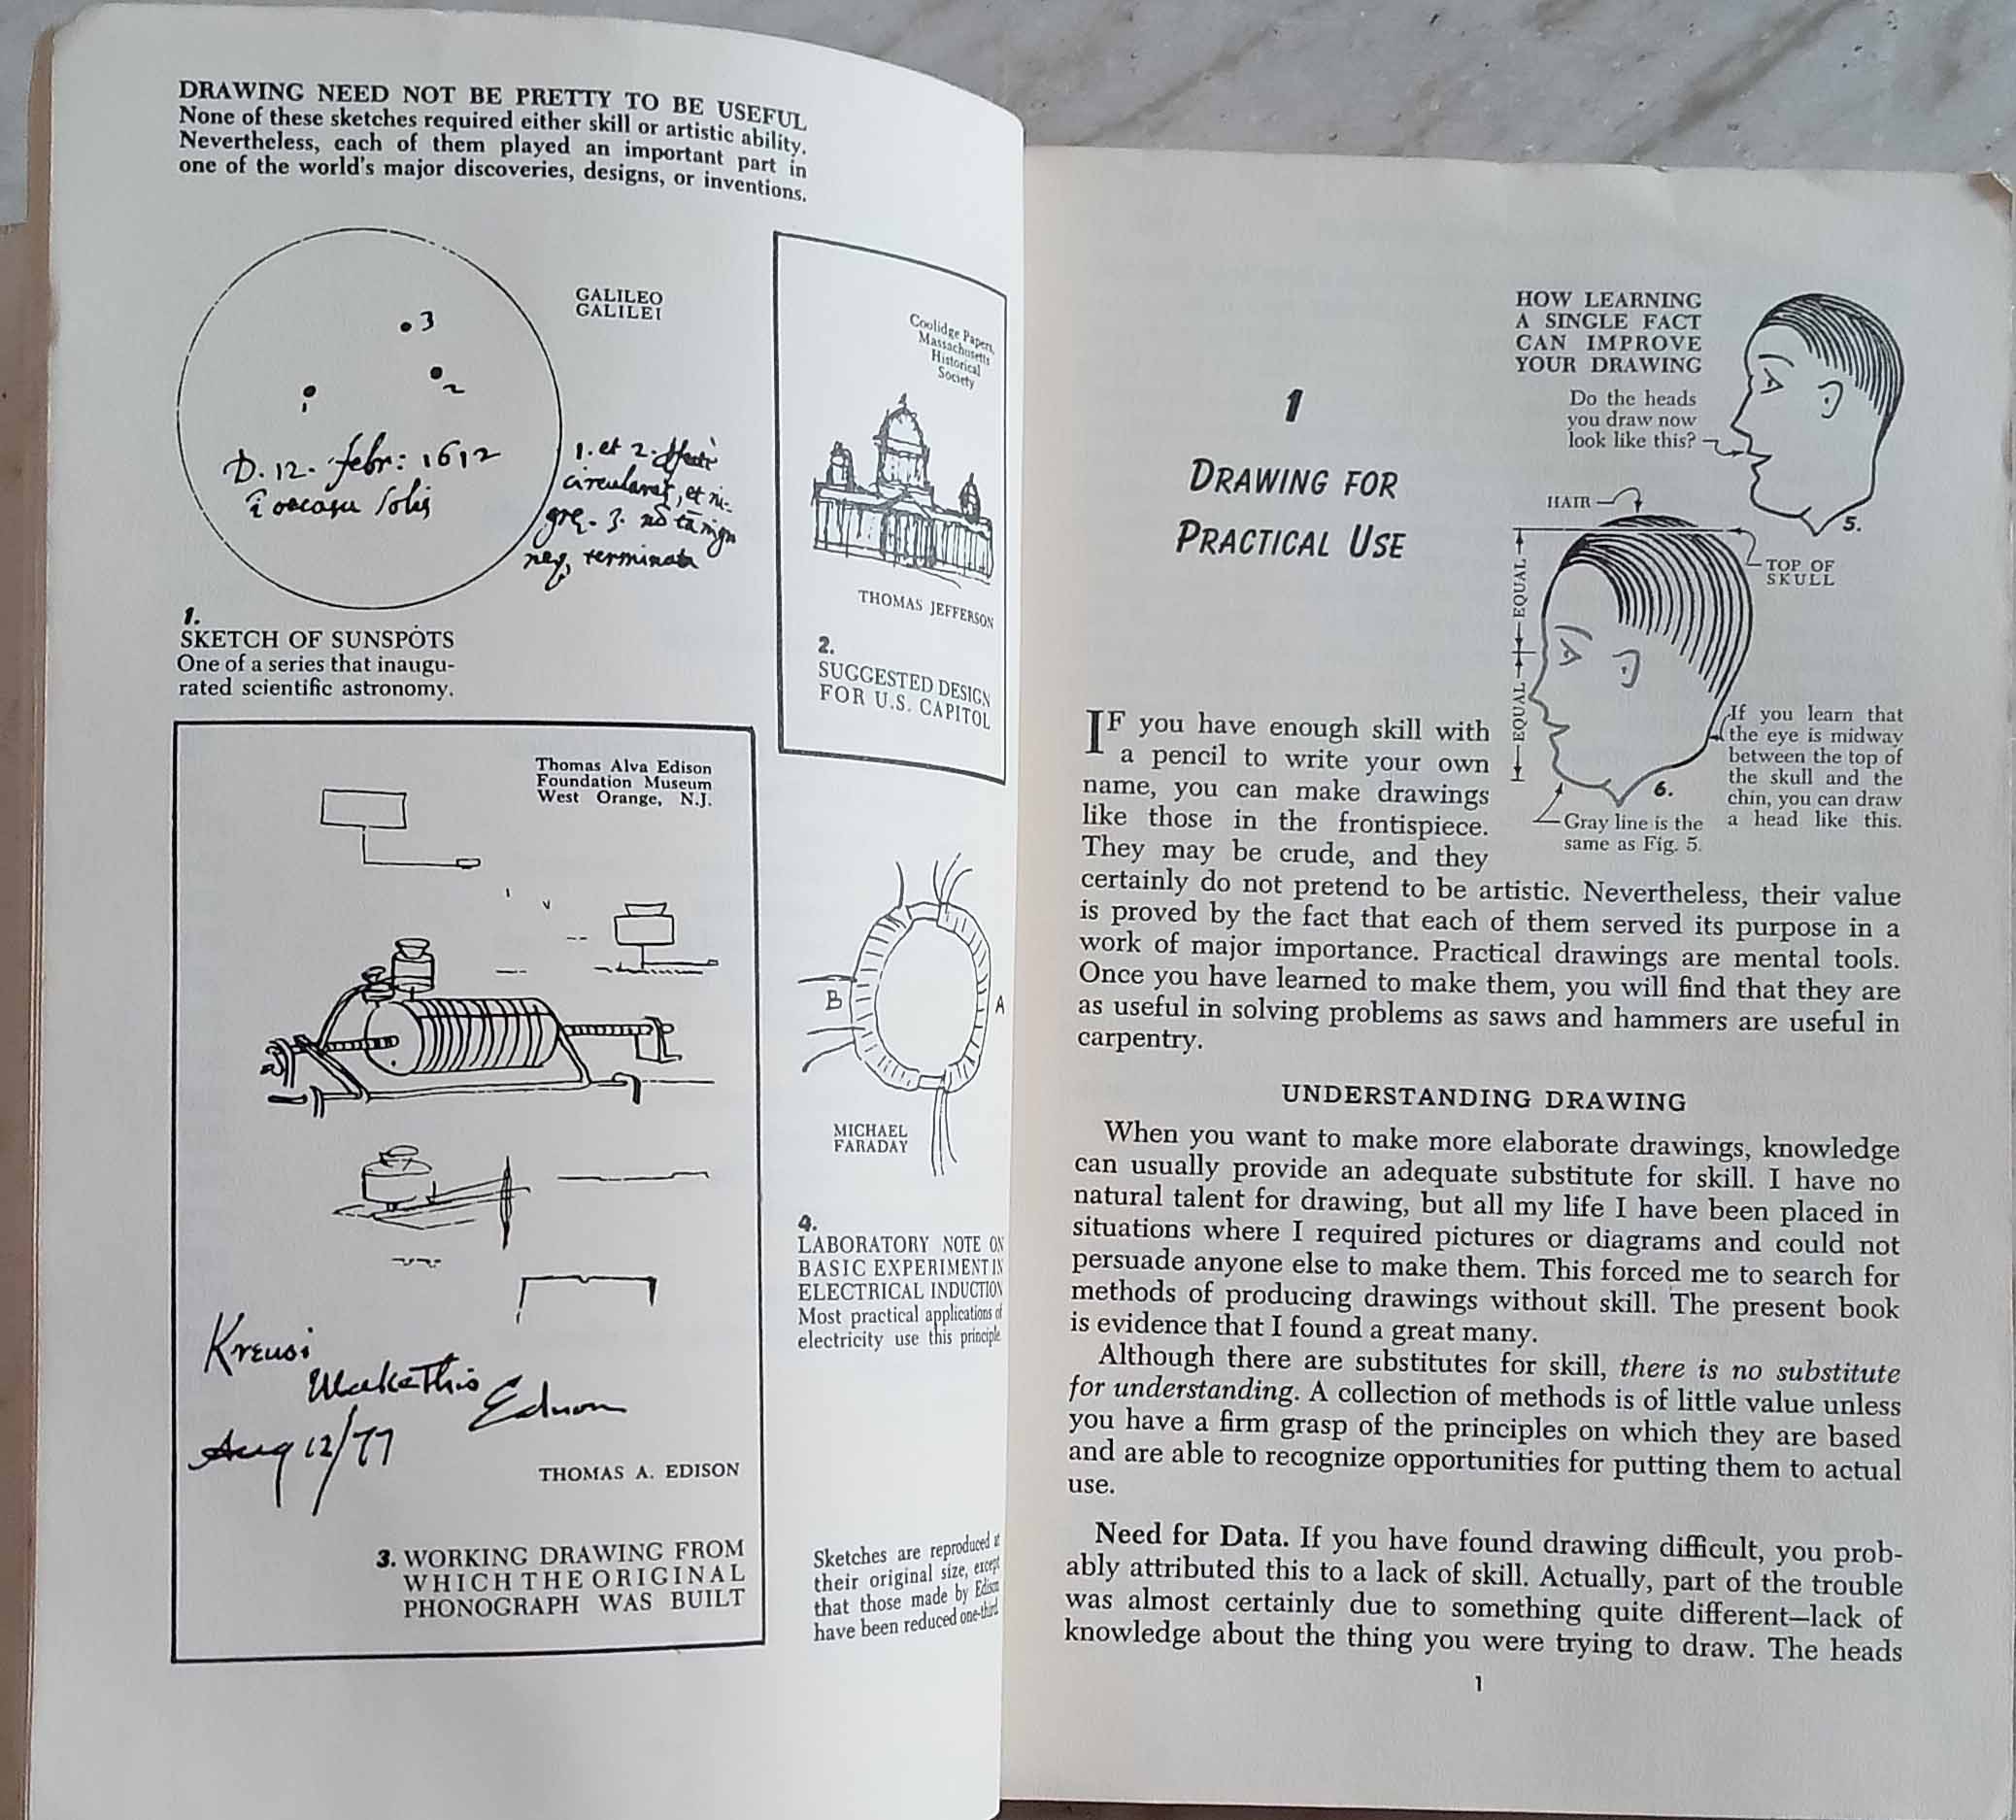 DRAWING NEED NOT BE PRETTY TO BE USEFUL
None of these sketches required either skill or artistic ability.
Nevertheless, each of them played an important part in
one of the world's major discoveries, designs, or inventions.
GALILEO
GALILEI
3
2
1
D. 12. febr: 1612
î occasu Solis
1. et 2.
circulares, et ni-
gre. 3.
neq, terminata
1.
SKETCH OF SUNSPOTS
One of a series that inaugu-
rated scientific astronomy.
Coolidge Papers,
Massachusetts
Historical
Society
THOMAS JEFFERSON
2.
SUGGESTED DESIGN
FOR U.S. CAPITOL
Thomas Alva Edison
Foundation Museum
West Orange, N.J.
Kreusi
Make This
Edison
Aug 12/77
THOMAS A. EDISON
3. WORKING DRAWING FROM
WHICH THE ORIGINAL
PHONOGRAPH WAS BUILT
B
A
MICHAEL
FARADAY
4.
LABORATORY NOTE ON
BASIC EXPERIMENT IN
ELECTRICAL INDUCTION
Most practical applications of
electricity use this principle
Sketches are reproduced at
their original size, except
that those made by Edison
have been reduced one-third
1
DRAWING FOR
PRACTICAL USE
HOW LEARNING
A SINGLE FACT
CAN IMPROVE
YOUR DRAWING
Do the heads
you draw now
look like this?
5.
HAIR
TOP OF
SKULL
EQUAL
EQUAL
6.
If you learn that
the eye is midway
between the top of
the skull and the
chin, you can draw
a head like this.
Gray line is the
same as Fig. 5.
IF you have enough skill with
a pencil to write your own
name, you can make drawings
like those in the frontispiece.
They may be crude, and they
certainly do not pretend to be artistic. Nevertheless, their value
is proved by the fact that each of them served its purpose in a
work of major importance. Practical drawings are mental tools.
Once you have learned to make them, you will find that they are
as useful in solving problems as saws and hammers are useful in
carpentry.
UNDERSTANDING DRAWING
When you want to make more elaborate drawings, knowledge
can usually provide an adequate substitute for skill. I have no
natural talent for drawing, but all my life I have been placed in
situations where I required pictures or diagrams and could not
persuade anyone else to make them. This forced me to search for
methods of producing drawings without skill. The present book
is evidence that I found a great many.
Although there are substitutes for skill, there is no substitute
for understanding. A collection of methods is of little value unless
you have a firm grasp of the principles on which they are based
and are able to recognize opportunities for putting them to actual
use.
Need for Data. If you have found drawing difficult, you prob-
ably attributed this to a lack of skill. Actually, part of the trouble
was almost certainly due to something quite different—lack of
knowledge about the thing you were trying to draw. The heads
1